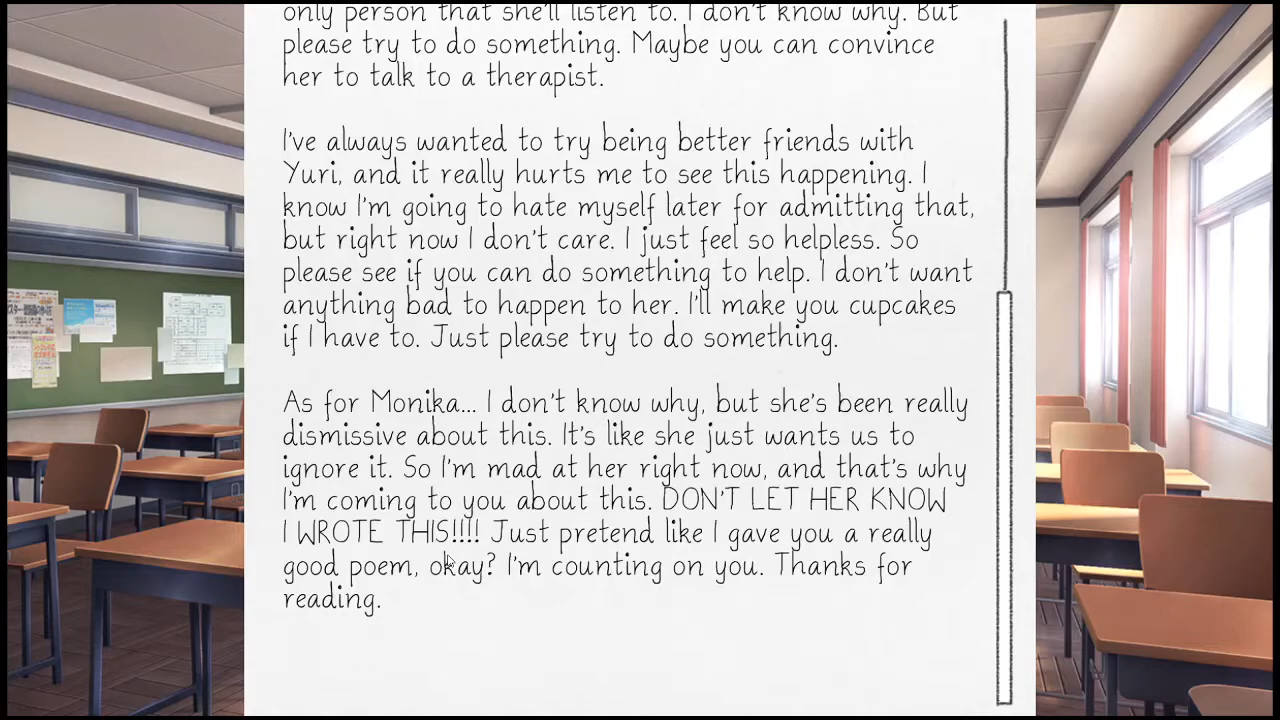 only person that she'll listen to. I don't know why. But
please try to do something. Maybe you can convince
her to talk to a therapist.
I've always wanted to try being better friends with
Yuri, and it really hurts me to see this happening. I
know I'm going to hate myself later for admitting that,
but right now I don't care. I just feel so helpless. So
please see if you can do something to help. I don't want
anything bad to happen to her. I'll make you cupcakes
if I have to. Just please try to do something.
As for Monika... I don't know why, but she's been really
dismissive about this. It's like she just wants us to
ignore it. So I'm mad at her right now, and that's why
I'm coming to you about this. DON'T LET HER KNOW
I WROTE THIS!!!! Just pretend like I gave you a really
good poem, okay? I'm counting on you. Thanks for
reading.